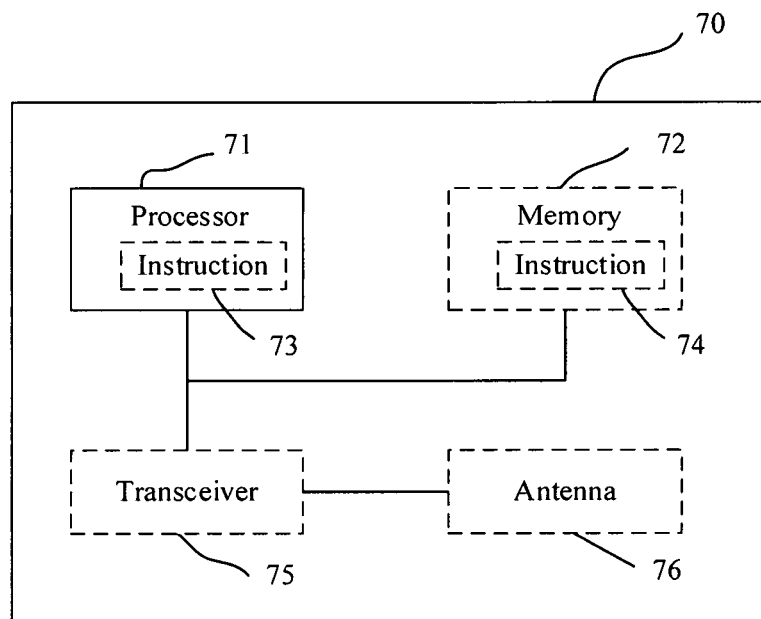 70
71
72
Processor
Memory
Instruction
Instruction
73
74
Transceiver
Antenna
75
76